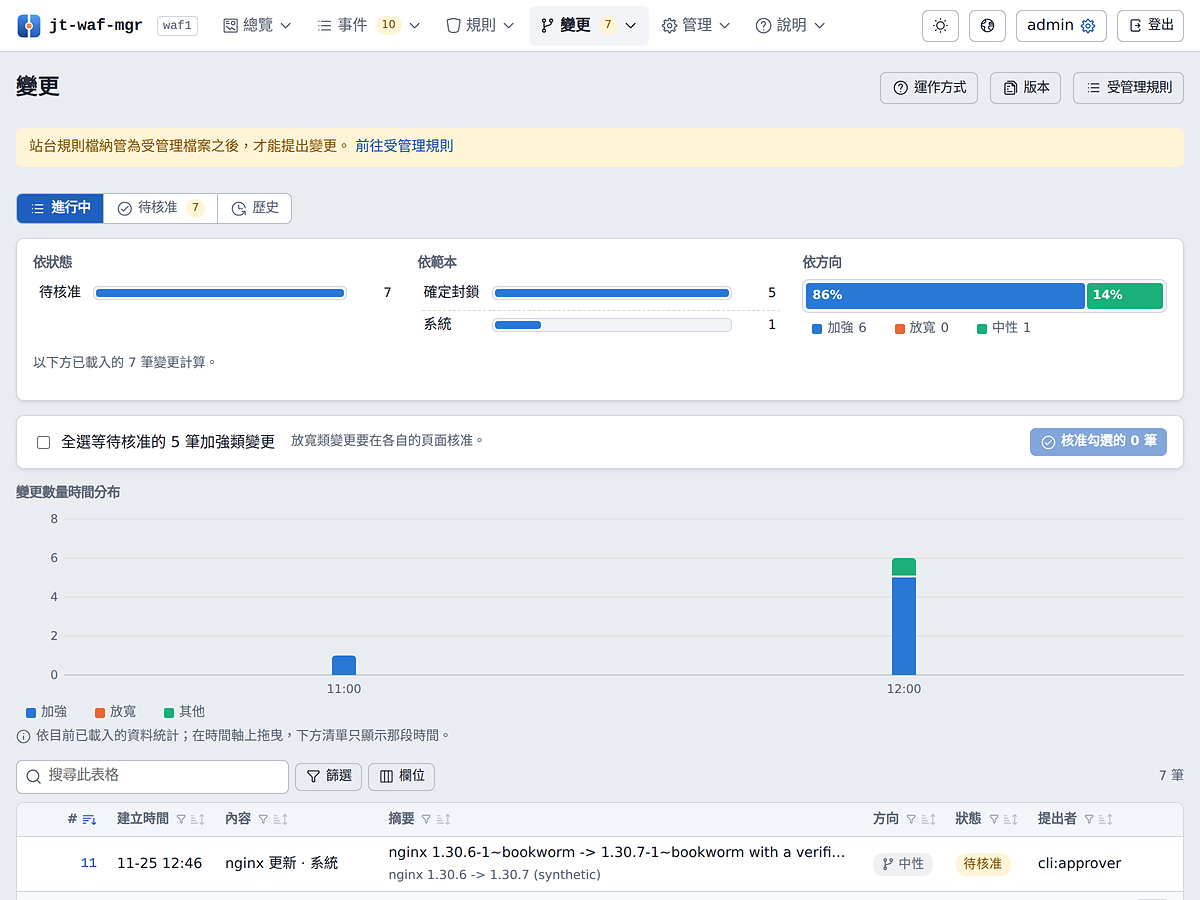 jt-waf-mgr waf1 總覽 事件 10 規則 變更 7 管理 說明 admin 登出
變更 運作方式 版本 受管理規則
站台規則檔納管為受管理檔案之後，才能提出變更。 前往受管理規則
進行中 待核准 7 歷史
依狀態 依範本 依方向
待核准 7 確定封鎖 5 86% 14%
系統 1 加強 6 放寬 0 中性 1
以下方已載入的 7 筆變更計算。
全選等待核准的 5 筆加強類變更 放寬類變更要在各自的頁面核准。 核准勾選的 0 筆
變更數量時間分布
8
6
4
2
0
11:00 12:00
加強 放寬 其他
依目前已載入的資料統計；在時間軸上拖曳，下方清單只顯示那段時間。
搜尋此表格 篩選 欄位 7 筆
# 建立時間 內容 摘要 方向 狀態 提出者
11 11-25 12:46 nginx 更新 · 系統 nginx 1.30.6-1~bookworm -> 1.30.7-1~bookworm with a verifi… 中性 待核准 cli:approver
nginx 1.30.6 -> 1.30.7 (synthetic)